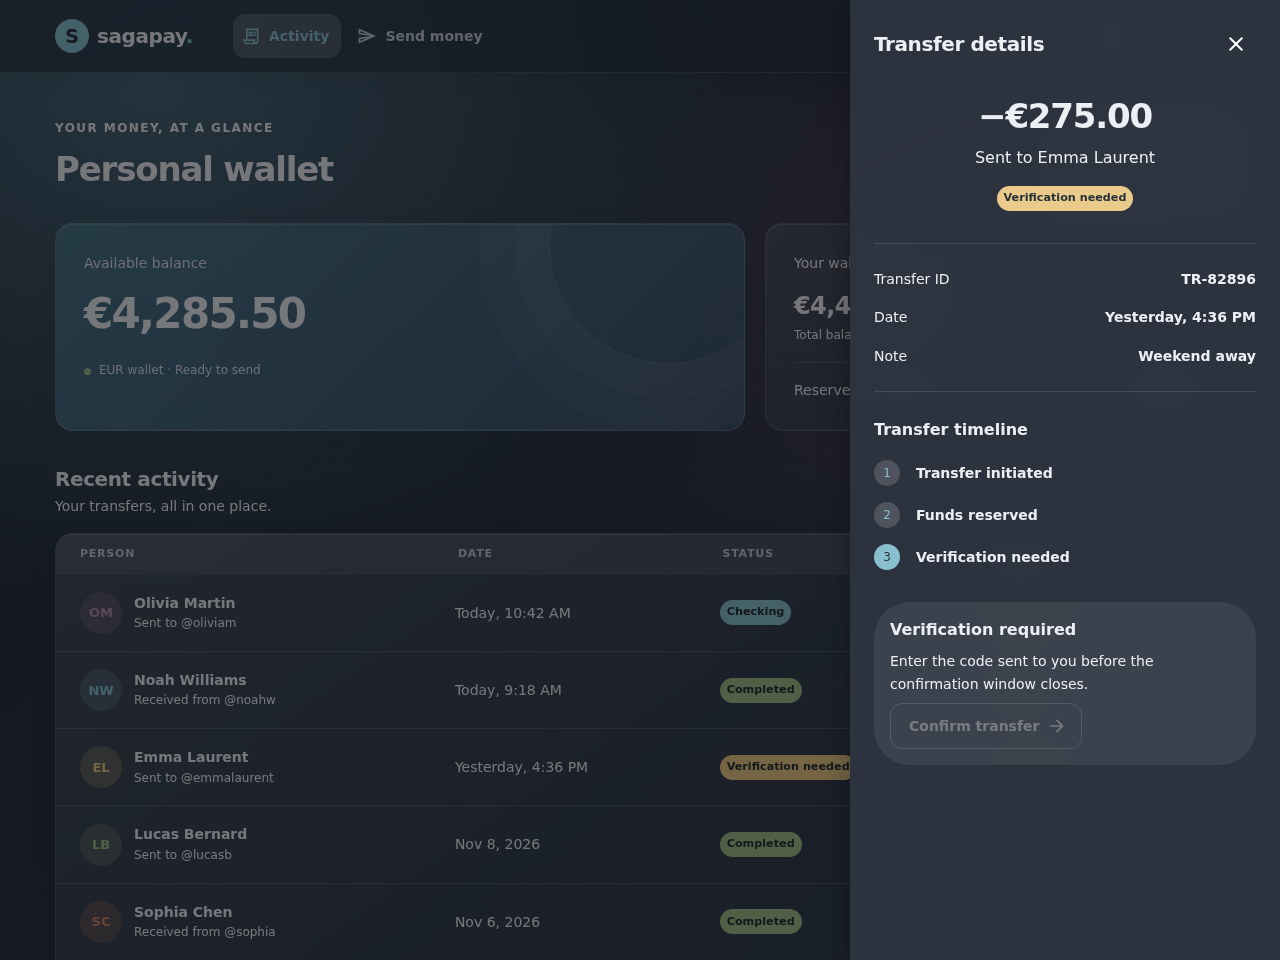 S sagapay.
Activity
Send money
YOUR MONEY, AT A GLANCE
Personal wallet
Available balance
€4,285.50
EUR wallet · Ready to send
Your
€4,4
Total
Recent activity
Your transfers, all in one place.
PERSON DATE STATUS
OM Olivia Martin
Sent to @oliviam
Today, 10:42 AM
Checking
NW Noah Williams
Received from @noahw
Today, 9:18 AM
Completed
EL Emma Laurent
Sent to @emmalaurent
Yesterday, 4:36 PM
Verification needed
LB Lucas Bernard
Sent to @lucasb
Nov 8, 2026
Completed
SC Sophia Chen
Received from @sophia
Nov 6, 2026
Completed
Transfer details
−€275.00
Sent to Emma Laurent
Verification needed
Transfer ID TR-82896
Date Yesterday, 4:36 PM
Note Weekend away
Transfer timeline
1 Transfer initiated
2 Funds reserved
3 Verification needed
Verification required
Enter the code sent to you before the
confirmation window closes.
Confirm transfer